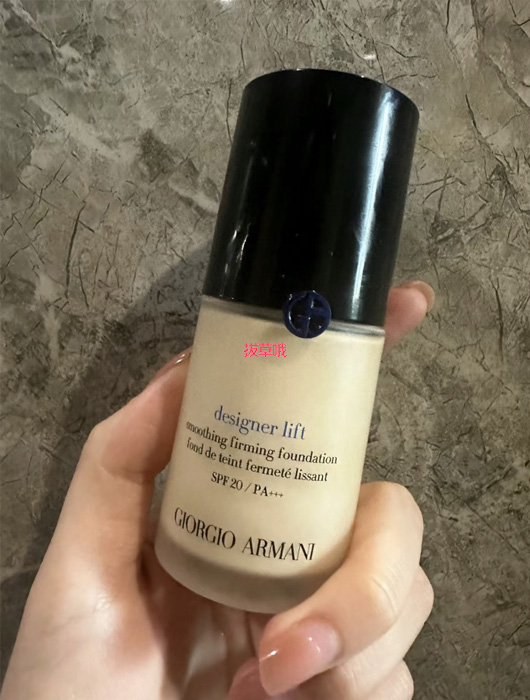 拔草哦
designer lift
smoothing firming foundation
fond de teint fermeté lissant
SPF 20 / PA+++
GIORGIO ARMANI